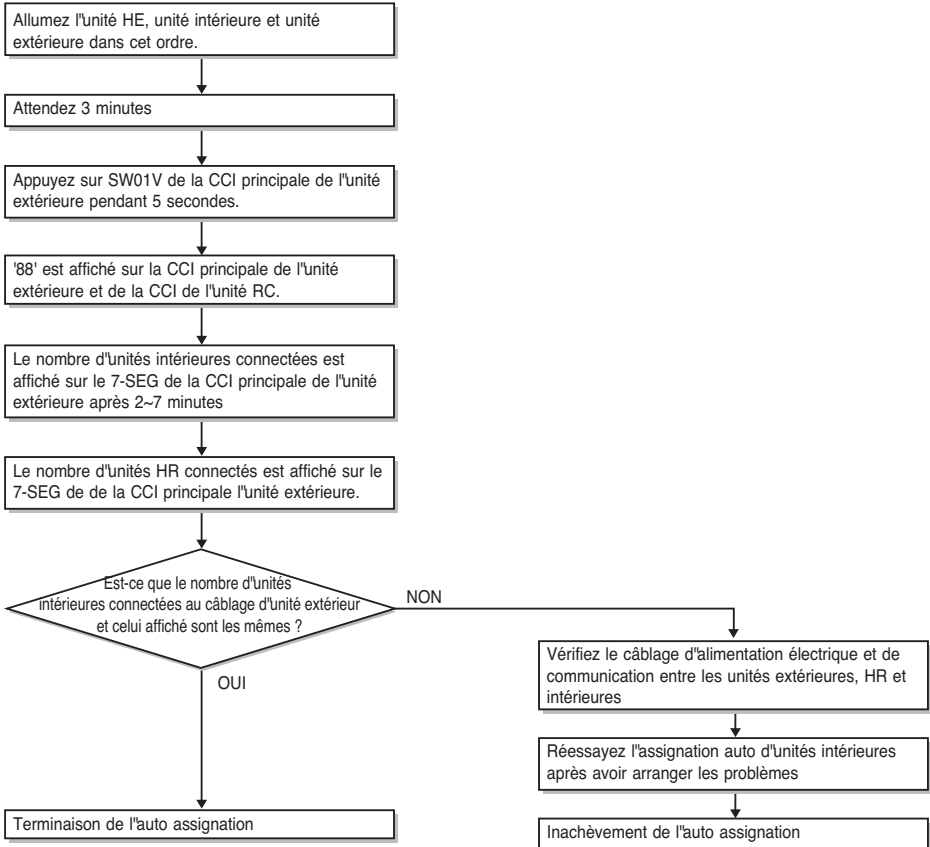 Allumez l"unité HE, unité intérieure et unité
extérieure dans cet ordre.
Attendez 3 minutes
Appuyez sur SW01V de la CCI principale de l"unité
extérieure pendant 5 secondes.
'88' est affiché sur la CCI principale de l"unité
extérieure et de la CCI de l"unité RC.
Le nombre d"unités intérieures connectées est
affiché sur le 7-SEG de la CCI principale de l"unité
extérieure après 2~7 minutes
Le nombre d"unités HR connectés est affiché sur le
7-SEG de de la CCI principale l"unité extérieure.
Est-ce que le nombre d"unités
intérieures connectées au câblage d"unité extérieur
et celui affiché sont les mêmes ?
NON
OUI
Vérifiez le câblage d"alimentation électrique et de
communication entre les unités extérieures, HR et
intérieures
Réessayez l"assignation auto d"unités intérieures
après avoir arranger les problèmes
Terminaison de l"auto assignation
Inachèvement de l"auto assignation